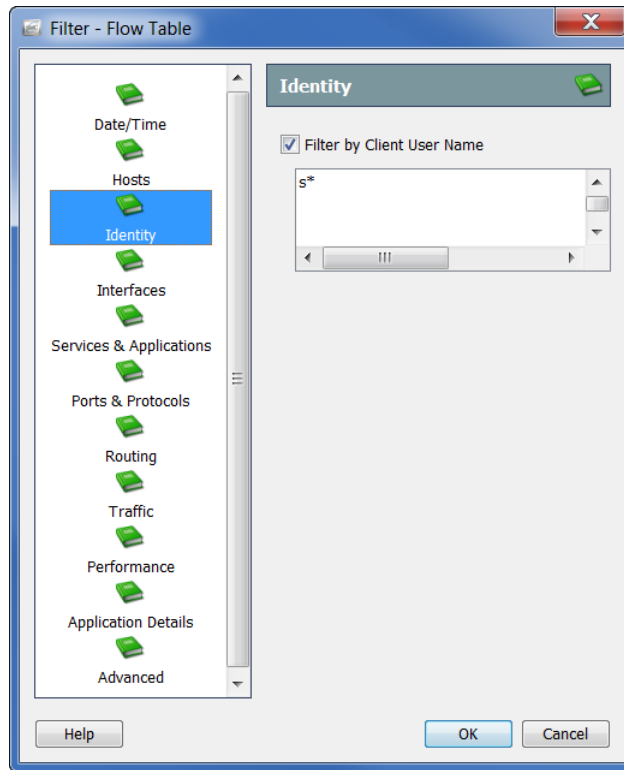 Filter - Flow Table
Date/Time
Hosts
Identity
Interfaces
Services & Applications
Ports & Protocols
Routing
Traffic
Performance
Application Details
Advanced
Identity
Filter by Client User Name
s*
Help
OK
Cancel